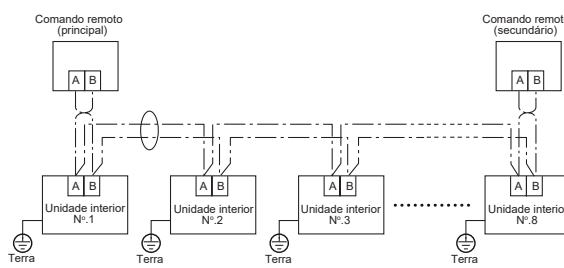 Comando remoto
(principal)
A B
Comando remoto
(secundário)
A B
A B
Unidade interior
Nº.1
Terra
A B
Unidade interior
Nº.2
Terra
A B
Unidade interior
Nº.3
Terra
A B
Unidade interior
Nº.8
Terra